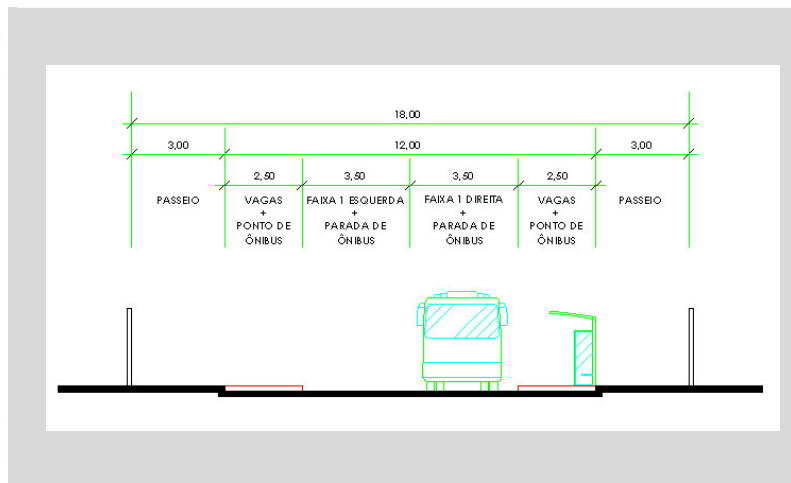 18,00
3,00
12,00
3,00
2,50
3,50
3,50
2,50
PASSEIO
VAGAS
+
PONTO DE
ÔNIBUS
FAIXA 1 ESQUERDA
+
PARADA DE
ÔNIBUS
FAIXA 1 DIREITA
+
PARADA DE
ÔNIBUS
VAGAS
+
PONTO DE
ÔNIBUS
PASSEIO